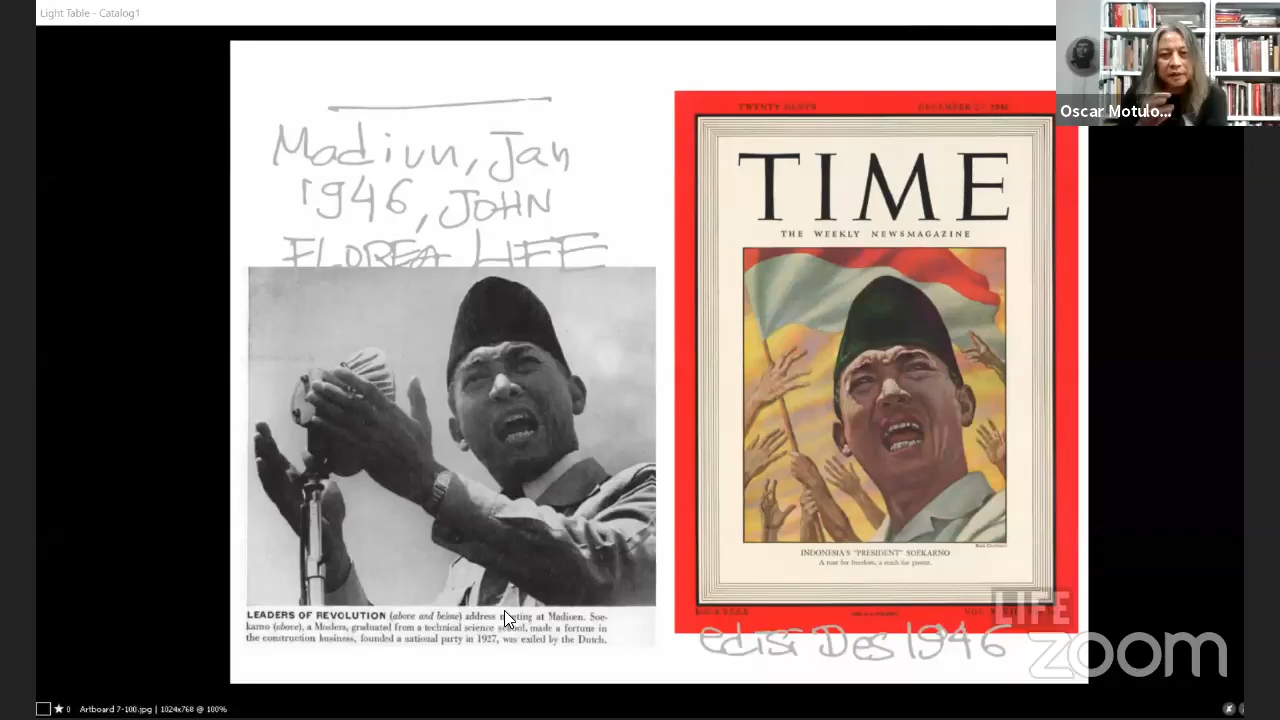 Light Table - Catalog1
Oscar Motulo...
Madiun, Jan
1946, JOHN
FLOREA LIFE
LEADERS OF REVOLUTION (above and below) address meeting at Madioen. Soe-
karno (above), a Moslem, graduated from a technical science school, made a fortune in
the construction business, founded a national party in 1927, was exiled by the Dutch.
TWENTY CENTS DECEMBER 1946
TIME
THE WEEKLY NEWSMAGAZINE
INDONESIA'S "PRESIDENT" SOEKARNO
A roar for freedom, a reach for power.
LIFE
edisi Des 1946
zoom
Artboard 7-100.jpg | 1024x768 @ 100%